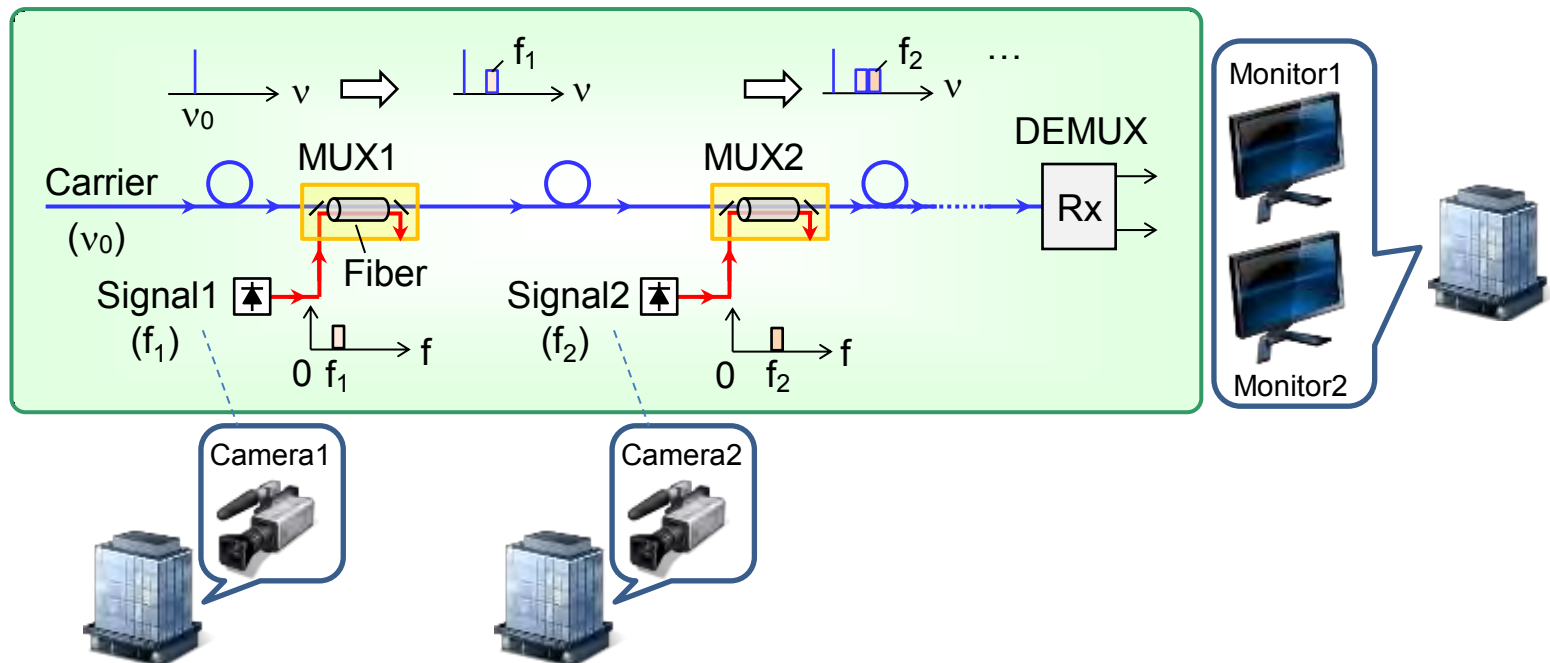 f₁
f₂
...
ν
ν
ν
ν₀
Monitor1
DEMUX
MUX1
MUX2
Carrier
(ν₀)
Rx
Fiber
Signal1
(f₁)
Signal2
(f₂)
0
f₁
f
0
f₂
f
Monitor2
Camera1
Camera2